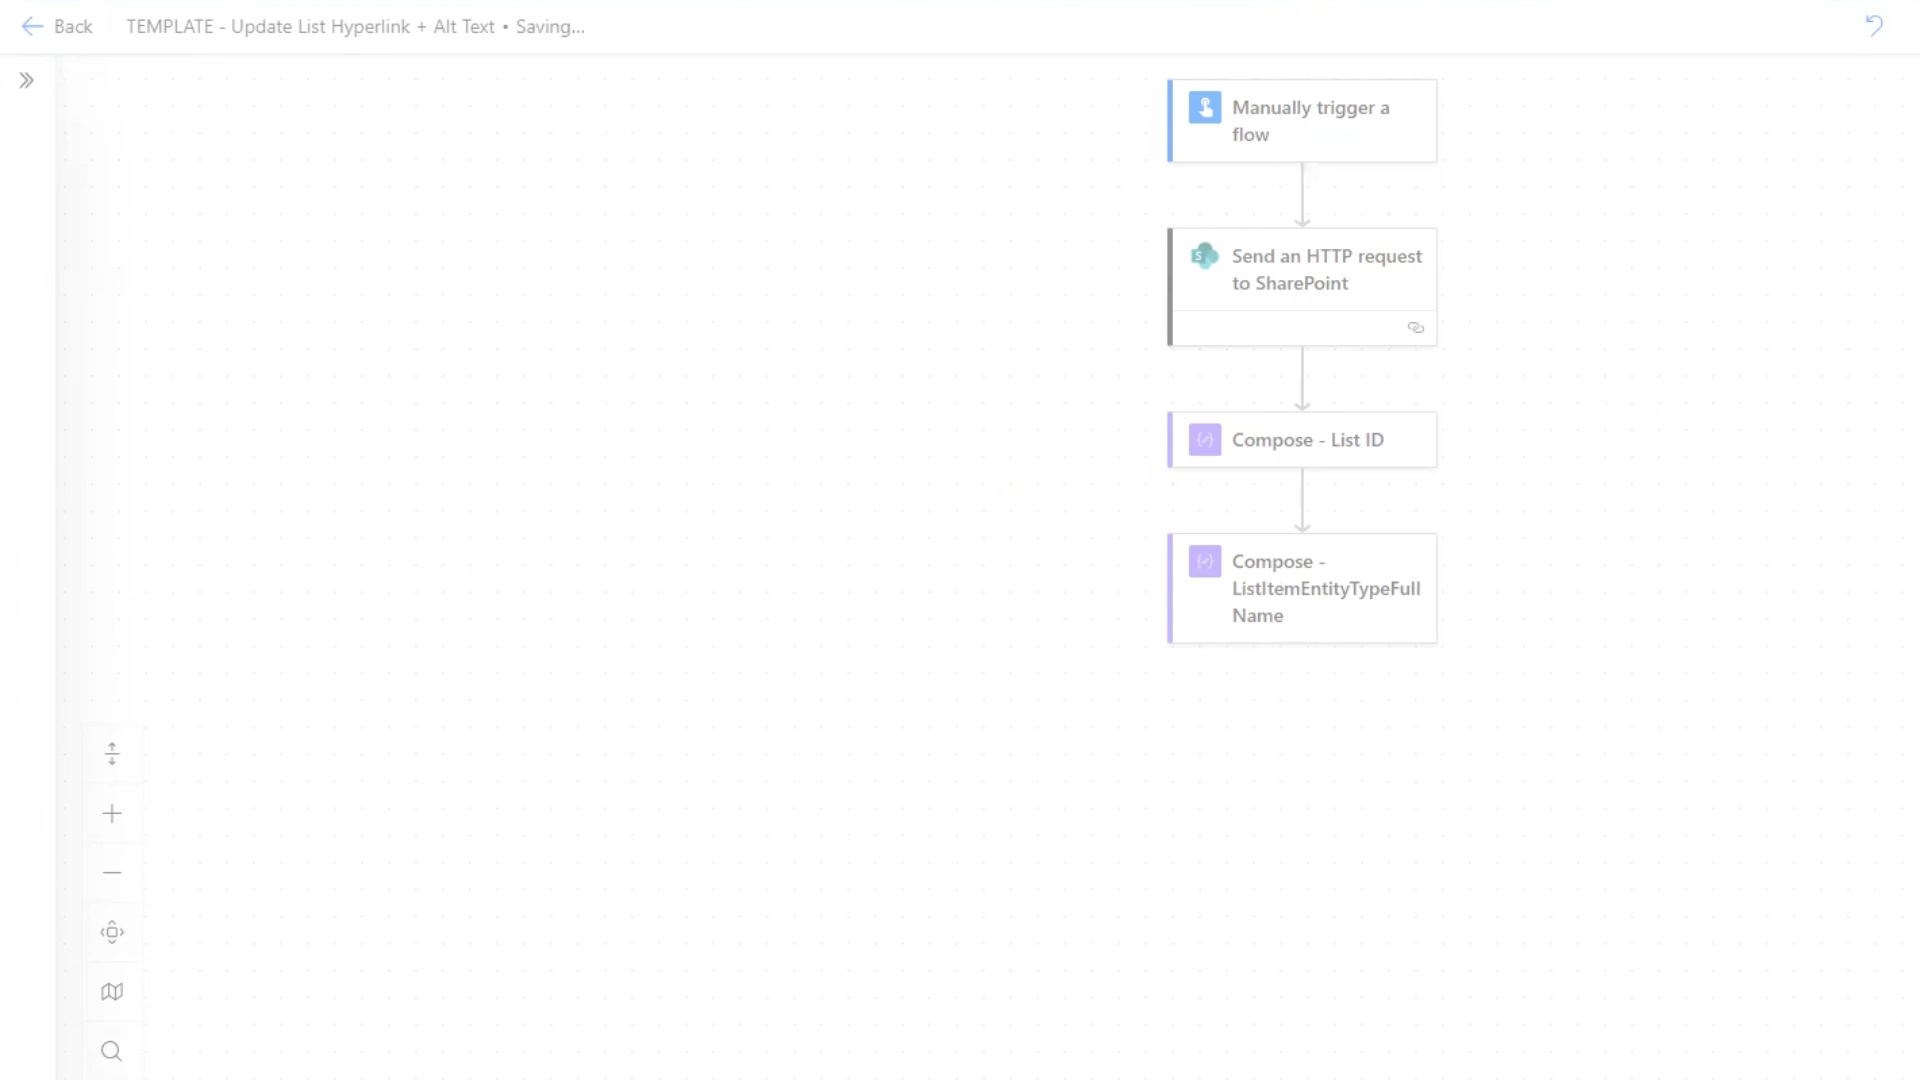 Back
TEMPLATE - Update List Hyperlink + Alt Text • Saving...
Manually trigger a
flow
Send an HTTP request
to SharePoint
Compose - List ID
Compose -
ListItemEntityTypeFull
Name